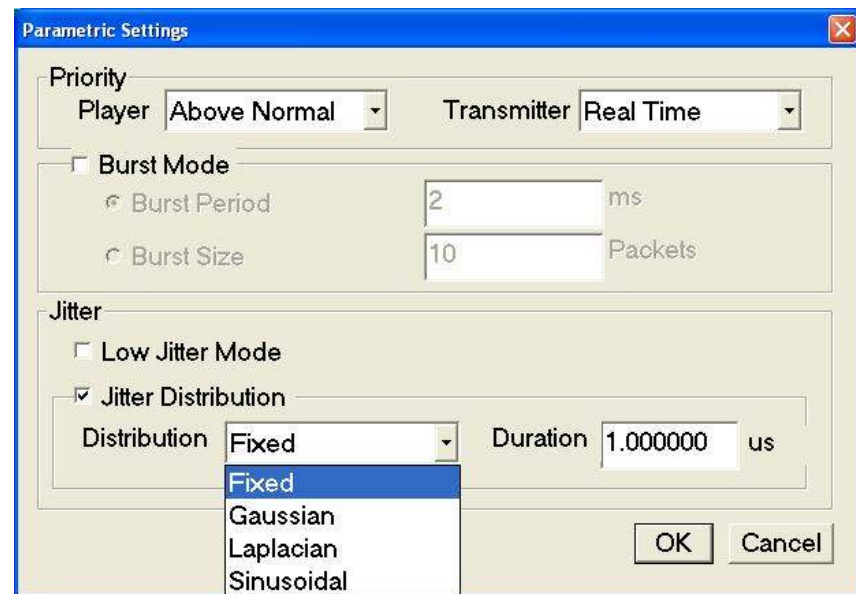 Parametric Settings
Priority
Player Above Normal Transmitter Real Time
Burst Mode
Burst Period 2 ms
Burst Size 10 Packets
Jitter
Low Jitter Mode
Jitter Distribution
Distribution Fixed Duration 1.000000 us
Fixed
Gaussian
Laplacian
Sinusoidal
OK Cancel